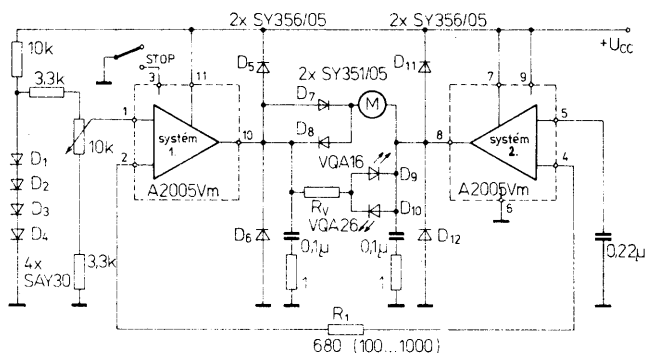 2x SY356/05 2x SY356/05
+UCC
10k
STOP
3 11
D5
2x SY351/05
D11
7 9
3,3k
D7
M
1
10
8
5
systém
1.
D8
systém
2.
10k
2
4
VQA16
D1
A2005Vm
D9
A2005Vm
D2
RV
D10
6
D3
VQA26
D4
D6
0,1µ
0,1µ
D12
0,22µ
4x
SAY30
3,3k
1
1
R1
680 (100...1000)